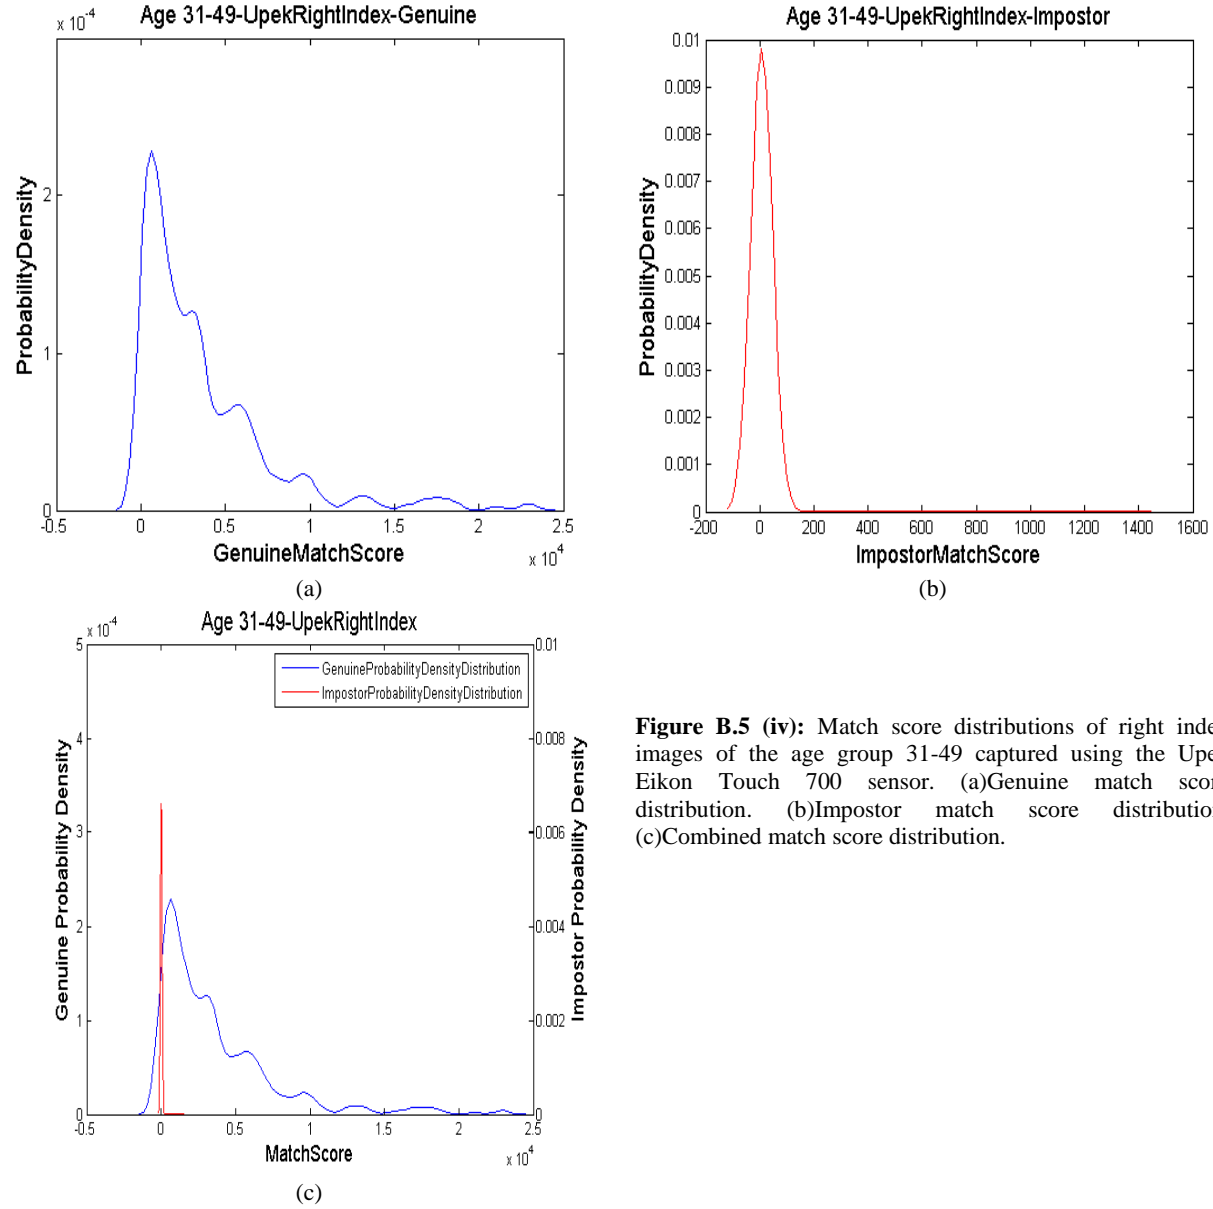 Age 31-49-UpekRightIndex-Genuine
x 10⁻⁴
2
1
0
ProbabilityDensity
-0.5 0 0.5 1 1.5 2 2.5
GenuineMatchScore
x 10⁴
(a)
Age 31-49-UpekRightIndex-Impostor
0.01
0.009
0.008
0.007
0.006
0.005
0.004
0.003
0.002
0.001
0
ProbabilityDensity
-200 0 200 400 600 800 1000 1200 1400 1600
ImpostorMatchScore
(b)
Age 31-49-UpekRightIndex
x 10⁻⁴
5
4
3
2
1
0
Genuine Probability Density
GenuineProbabilityDensityDistribution
ImpostorProbabilityDensityDistribution
0.01
0.008
0.006
0.004
0.002
0
Impostor Probability Density
-0.5 0 0.5 1 1.5 2 2.5
MatchScore
x 10⁴
(c)
Figure B.5 (iv): Match score distributions of right inde
images of the age group 31-49 captured using the Upe
Eikon Touch 700 sensor. (a)Genuine match scor
distribution. (b)Impostor match score distribution
(c)Combined match score distribution.